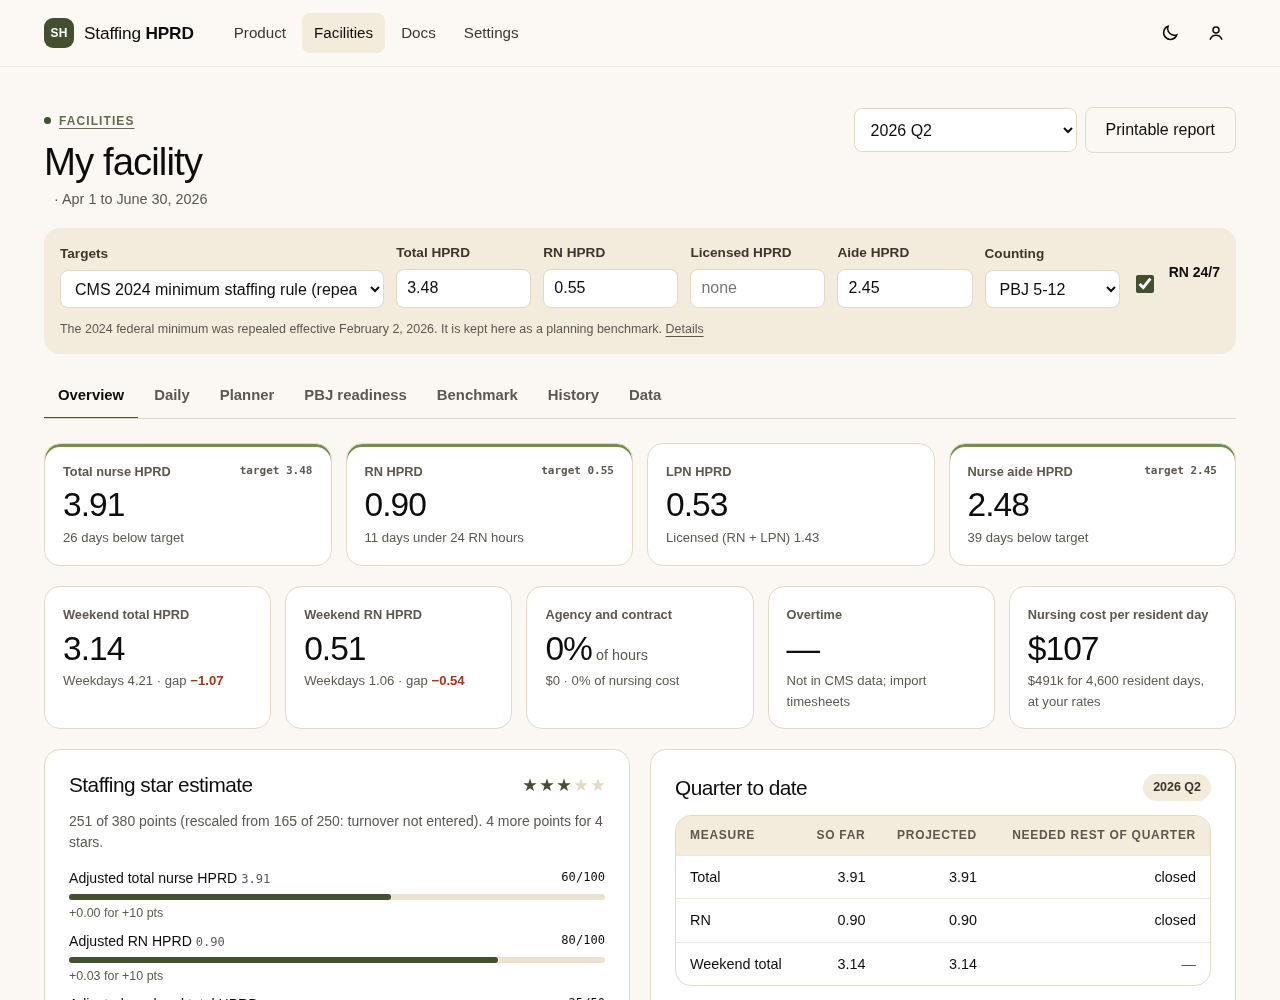 SH Staffing HPRD Product Facilities Docs Settings
FACILITIES
My facility
· Apr 1 to June 30, 2026
2026 Q2
Printable report
Targets
CMS 2024 minimum staffing rule (repea
Total HPRD
3.48
RN HPRD
0.55
Licensed HPRD
none
Aide HPRD
2.45
Counting
PBJ 5-12
RN 24/7
The 2024 federal minimum was repealed effective February 2, 2026. It is kept here as a planning benchmark. Details
Overview Daily Planner PBJ readiness Benchmark History Data
Total nurse HPRD target 3.48
3.91
26 days below target
RN HPRD target 0.55
0.90
11 days under 24 RN hours
LPN HPRD
0.53
Licensed (RN + LPN) 1.43
Nurse aide HPRD target 2.45
2.48
39 days below target
Weekend total HPRD
3.14
Weekdays 4.21 · gap −1.07
Weekend RN HPRD
0.51
Weekdays 1.06 · gap −0.54
Agency and contract
0% of hours
$0 · 0% of nursing cost
Overtime
—
Not in CMS data; import
timesheets
Nursing cost per resident day
$107
$491k for 4,600 resident days,
at your rates
Staffing star estimate ★★★★★
251 of 380 points (rescaled from 165 of 250: turnover not entered). 4 more points for 4
stars.
Adjusted total nurse HPRD 3.91 60/100
+0.00 for +10 pts
Adjusted RN HPRD 0.90 80/100
+0.03 for +10 pts
Quarter to date 2026 Q2
MEASURE SO FAR PROJECTED NEEDED REST OF QUARTER
Total 3.91 3.91 closed
RN 0.90 0.90 closed
Weekend total 3.14 3.14 —